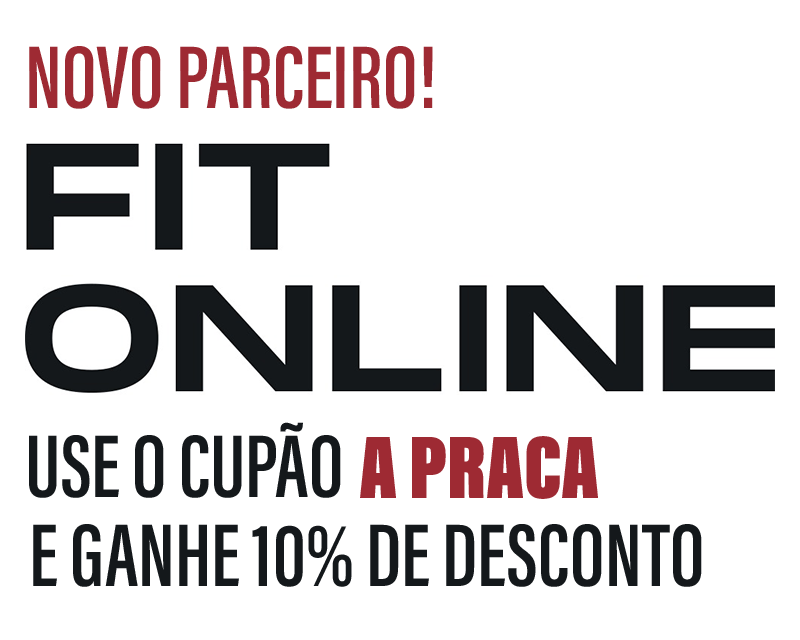 NOVO PARCEIRO!
FIT
ONLINE
USE O CUPÃO A PRACA
E GANHE 10% DE DESCONTO